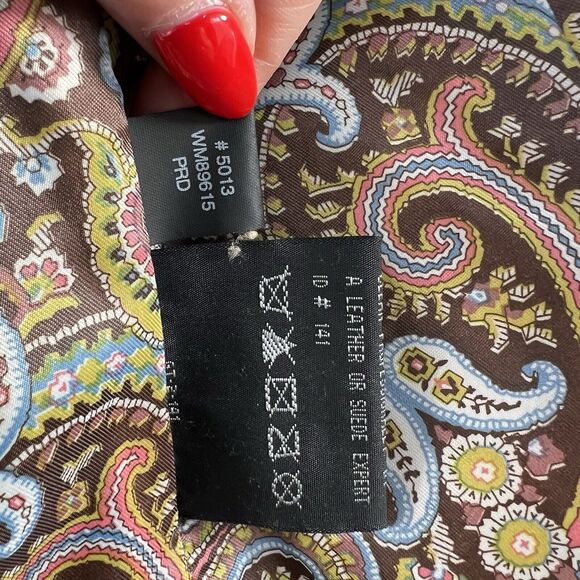 #5013
WM89615
PRD
A LEATHER OR SUEDE EXPERT
ID # 141